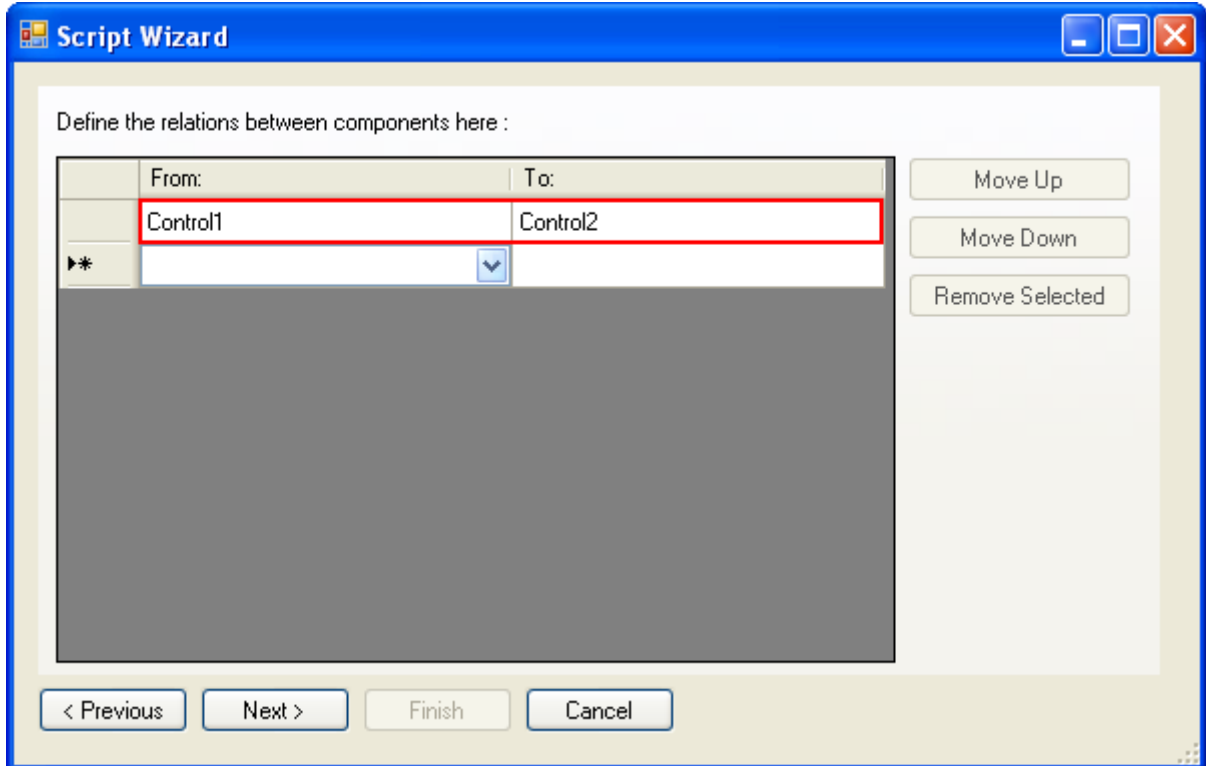 Script Wizard
Define the relations between components here :
From: To:
Control1 Control2
Move Up
Move Down
Remove Selected
< Previous Next > Finish Cancel